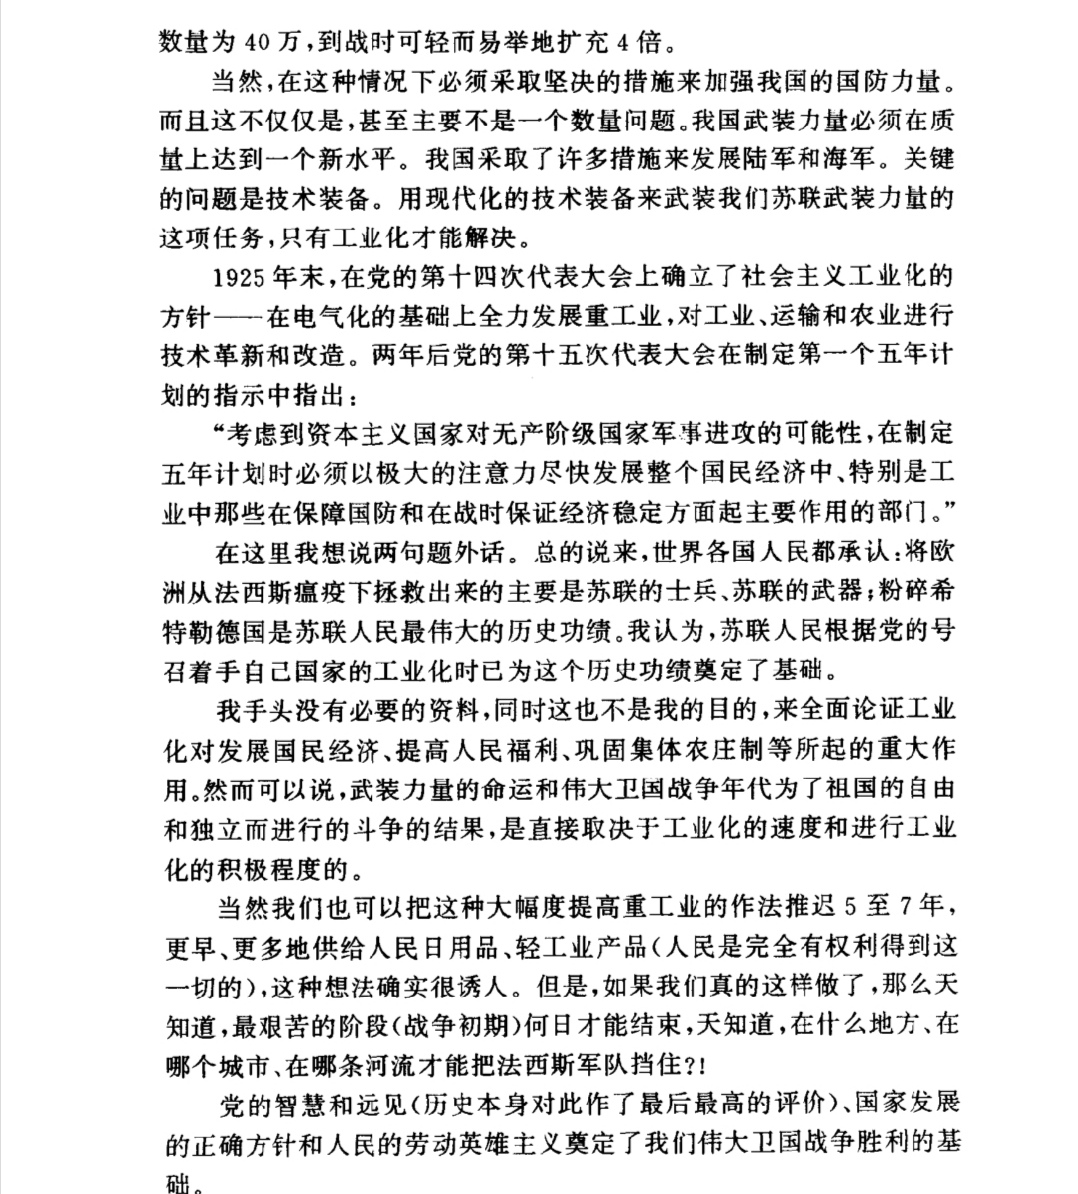 数量为 40 万,到战时可轻而易举地扩充 4 倍。
当然,在这种情况下必须采取坚决的措施来加强我国的国防力量。
而且这不仅仅是,甚至主要不是一个数量问题。我国武装力量必须在质
量上达到一个新水平。我国采取了许多措施来发展陆军和海军。关键
的问题是技术装备。用现代化的技术装备来武装我们苏联武装力量的
这项任务,只有工业化才能解决。
1925 年末,在党的第十四次代表大会上确立了社会主义工业化的
方针——在电气化的基础上全力发展重工业,对工业、运输和农业进行
技术革新和改造。两年后党的第十五次代表大会在制定第一个五年计
划的指示中指出:
“考虑到资本主义国家对无产阶级国家军事进攻的可能性,在制定
五年计划时必须以极大的注意力尽快发展整个国民经济中、特别是工
业中那些在保障国防和在战时保证经济稳定方面起主要作用的部门。”
在这里我想说两句题外话。总的说来,世界各国人民都承认:将欧
洲从法西斯瘟疫下拯救出来的主要是苏联的士兵、苏联的武器;粉碎希
特勒德国是苏联人民最伟大的历史功绩。我认为,苏联人民根据党的号
召着手自己国家的工业化时已为这个历史功绩奠定了基础。
我手头没有必要的资料,同时这也不是我的目的,来全面论证工业
化对发展国民经济、提高人民福利、巩固集体农庄制等所起的重大作
用。然而可以说,武装力量的命运和伟大卫国战争年代为了祖国的自由
和独立而进行的斗争的结果,是直接取决于工业化的速度和进行工业
化的积极程度的。
当然我们也可以把这种大幅度提高重工业的作法推迟 5 至 7 年,
更早、更多地供给人民日用品、轻工业产品(人民是完全有权利得到这
一切的),这种想法确实很诱人。但是,如果我们真的这样做了,那么天
知道,最艰苦的阶段(战争初期)何日才能结束,天知道,在什么地方、在
哪个城市、在哪条河流才能把法西斯军队挡住?!
党的智慧和远见(历史本身对此作了最后最高的评价)、国家发展
的正确方针和人民的劳动英雄主义奠定了我们伟大卫国战争胜利的基
础。